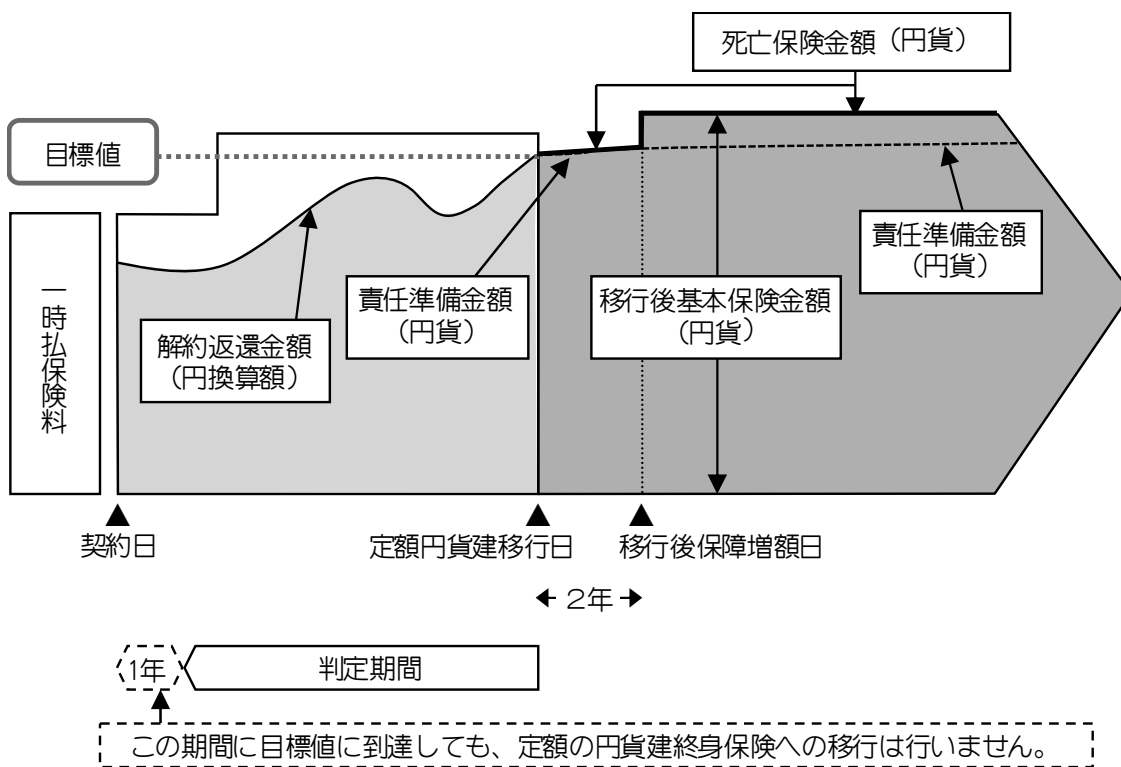 死亡保険金額（円貨）
目標値
一時払保険料
責任準備金額
（円貨）
責任準備金額
（円貨）
移行後基本保険金額
（円貨）
解約返還金額
（円換算額）
契約日
定額円貨建移行日
移行後保障増額日
2年
1年
判定期間
この期間に目標値に到達しても、定額の円貨建終身保険への移行は行いません。